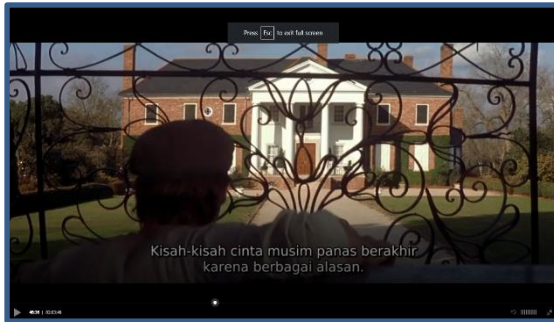 Press Esc to exit full screen
Kisah-kisah cinta musim panas berakhir
karena berbagai alasan.